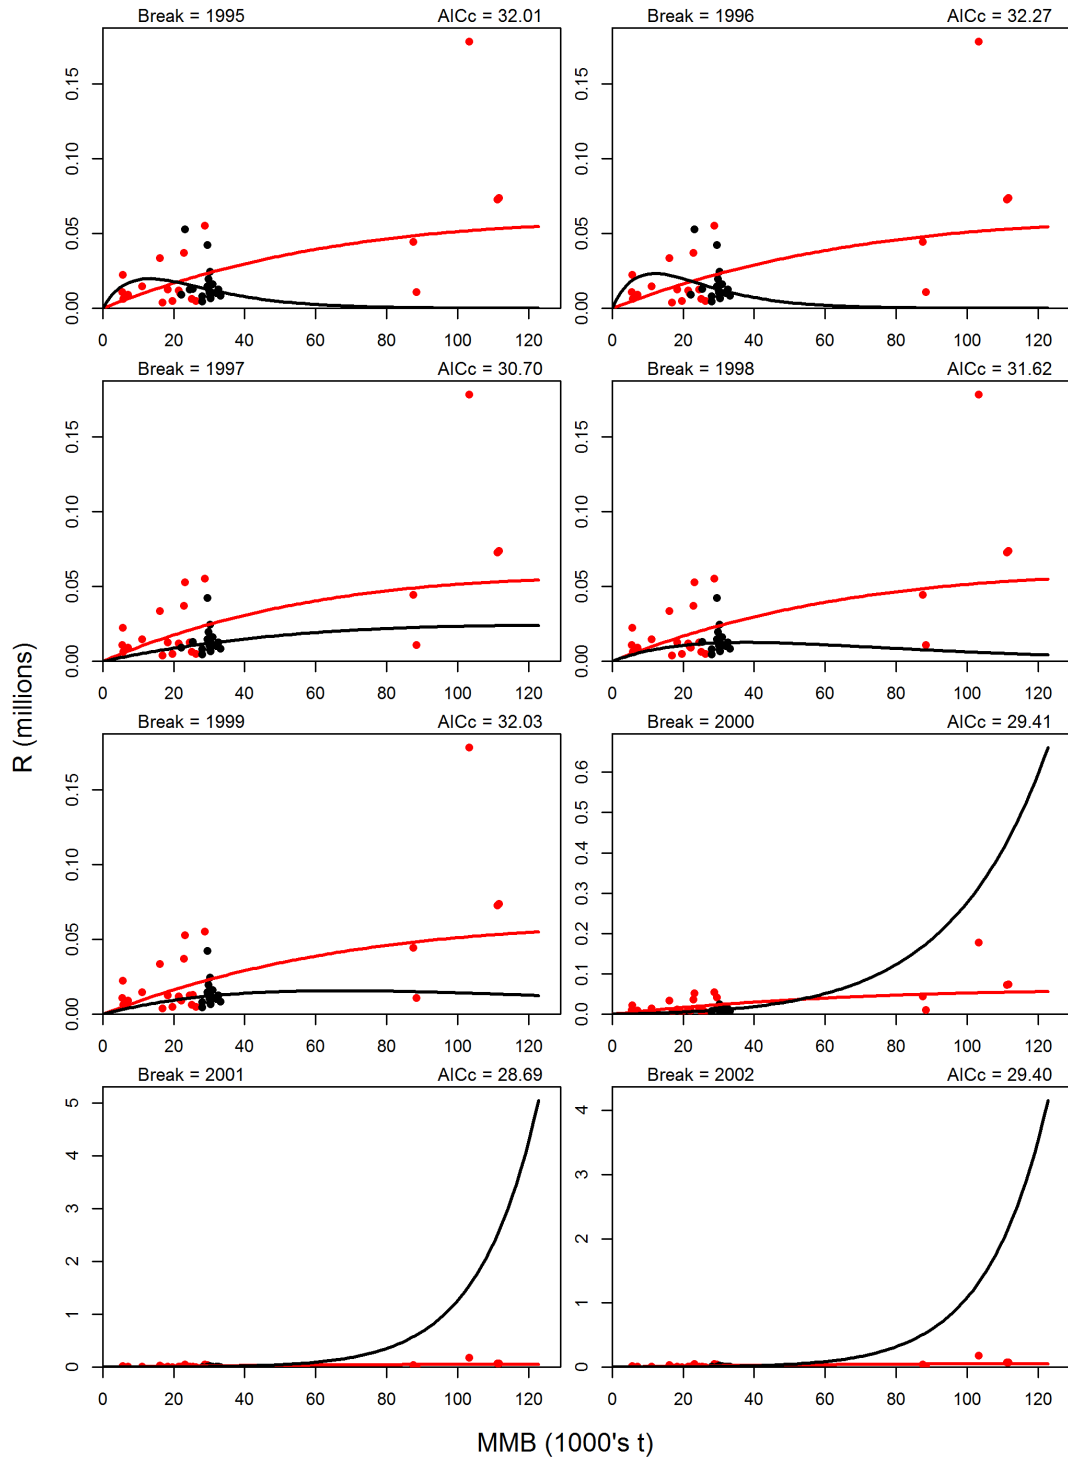 Break = 1995 AICc = 32.01
Break = 1996 AICc = 32.27
0.15
0.10
0.05
0.00
0 20 40 60 80 100 120
0.15
0.10
0.05
0.00
0 20 40 60 80 100 120
Break = 1997 AICc = 30.70
Break = 1998 AICc = 31.62
0.15
0.10
0.05
0.00
0 20 40 60 80 100 120
0.15
0.10
0.05
0.00
0 20 40 60 80 100 120
Break = 1999 AICc = 32.03
Break = 2000 AICc = 29.41
0.15
0.10
0.05
0.00
0 20 40 60 80 100 120
0.6
0.5
0.4
0.3
0.2
0.1
0.0
0 20 40 60 80 100 120
Break = 2001 AICc = 28.69
Break = 2002 AICc = 29.40
5
4
3
2
1
0
0 20 40 60 80 100 120
4
3
2
1
0
0 20 40 60 80 100 120
R (millions)
MMB (1000's t)